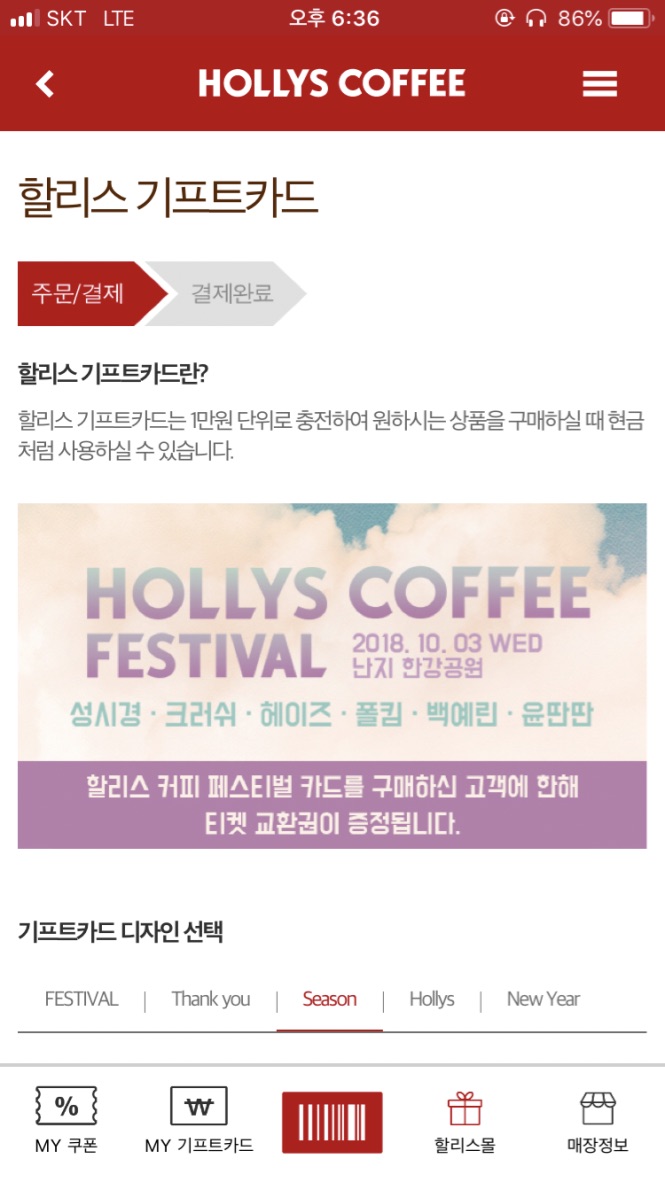 SKT LTE 오후 6:36 86%
HOLLYS COFFEE
할리스 기프트카드
주문/결제 결제완료
할리스 기프트카드란?
할리스 기프트카드는 1만원 단위로 충전하여 원하시는 상품을 구매하실 때 현금
처럼 사용하실 수 있습니다.
HOLLYS COFFEE
FESTIVAL 2018. 10. 03 WED
난지 한강공원
성시경 · 크러쉬 · 헤이즈 · 폴킴 · 백예린 · 윤딴딴
할리스 커피 페스티벌 카드를 구매하신 고객에 한해
티켓 교환권이 증정됩니다.
기프트카드 디자인 선택
FESTIVAL | Thank you | Season | Hollys | New Year
% ₩
MY 쿠폰 MY 기프트카드 할리스몰 매장정보